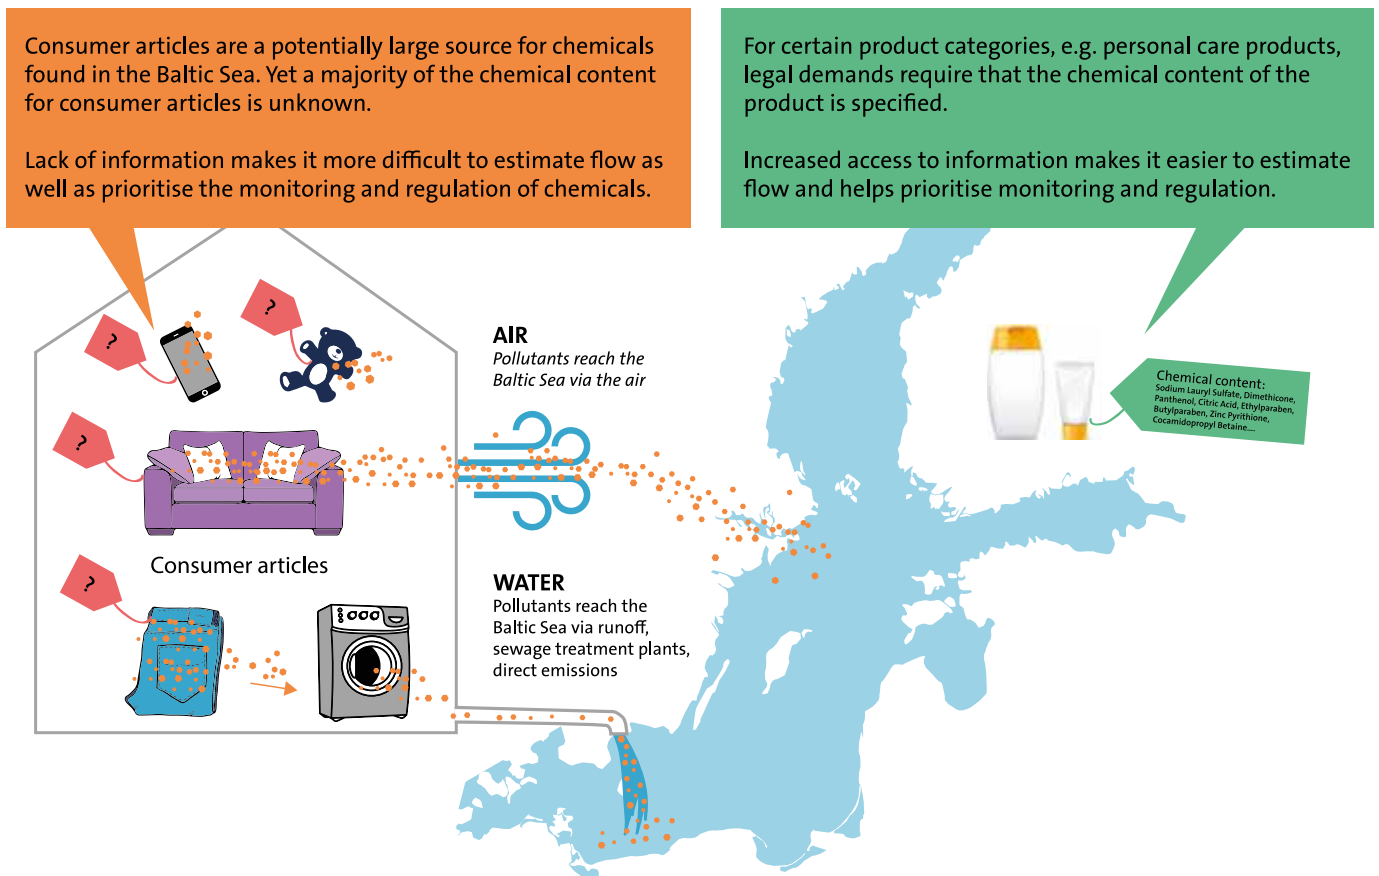 Consumer articles are a potentially large source for chemicals
found in the Baltic Sea. Yet a majority of the chemical content
for consumer articles is unknown.
Lack of information makes it more difficult to estimate flow as
well as prioritise the monitoring and regulation of chemicals.
For certain product categories, e.g. personal care products,
legal demands require that the chemical content of the
product is specified.
Increased access to information makes it easier to estimate
flow and helps prioritise monitoring and regulation.
?
?
AIR
Pollutants reach the
Baltic Sea via the air
Chemical content:
Sodium Lauryl Sulfate, Dimethicone,
Panthenol, Citric Acid, Ethylparaben,
Butylparaben, Zinc Pyrithione,
Cocamidopropyl Betaine....
?
Consumer articles
?
WATER
Pollutants reach the
Baltic Sea via runoff,
sewage treatment plants,
direct emissions